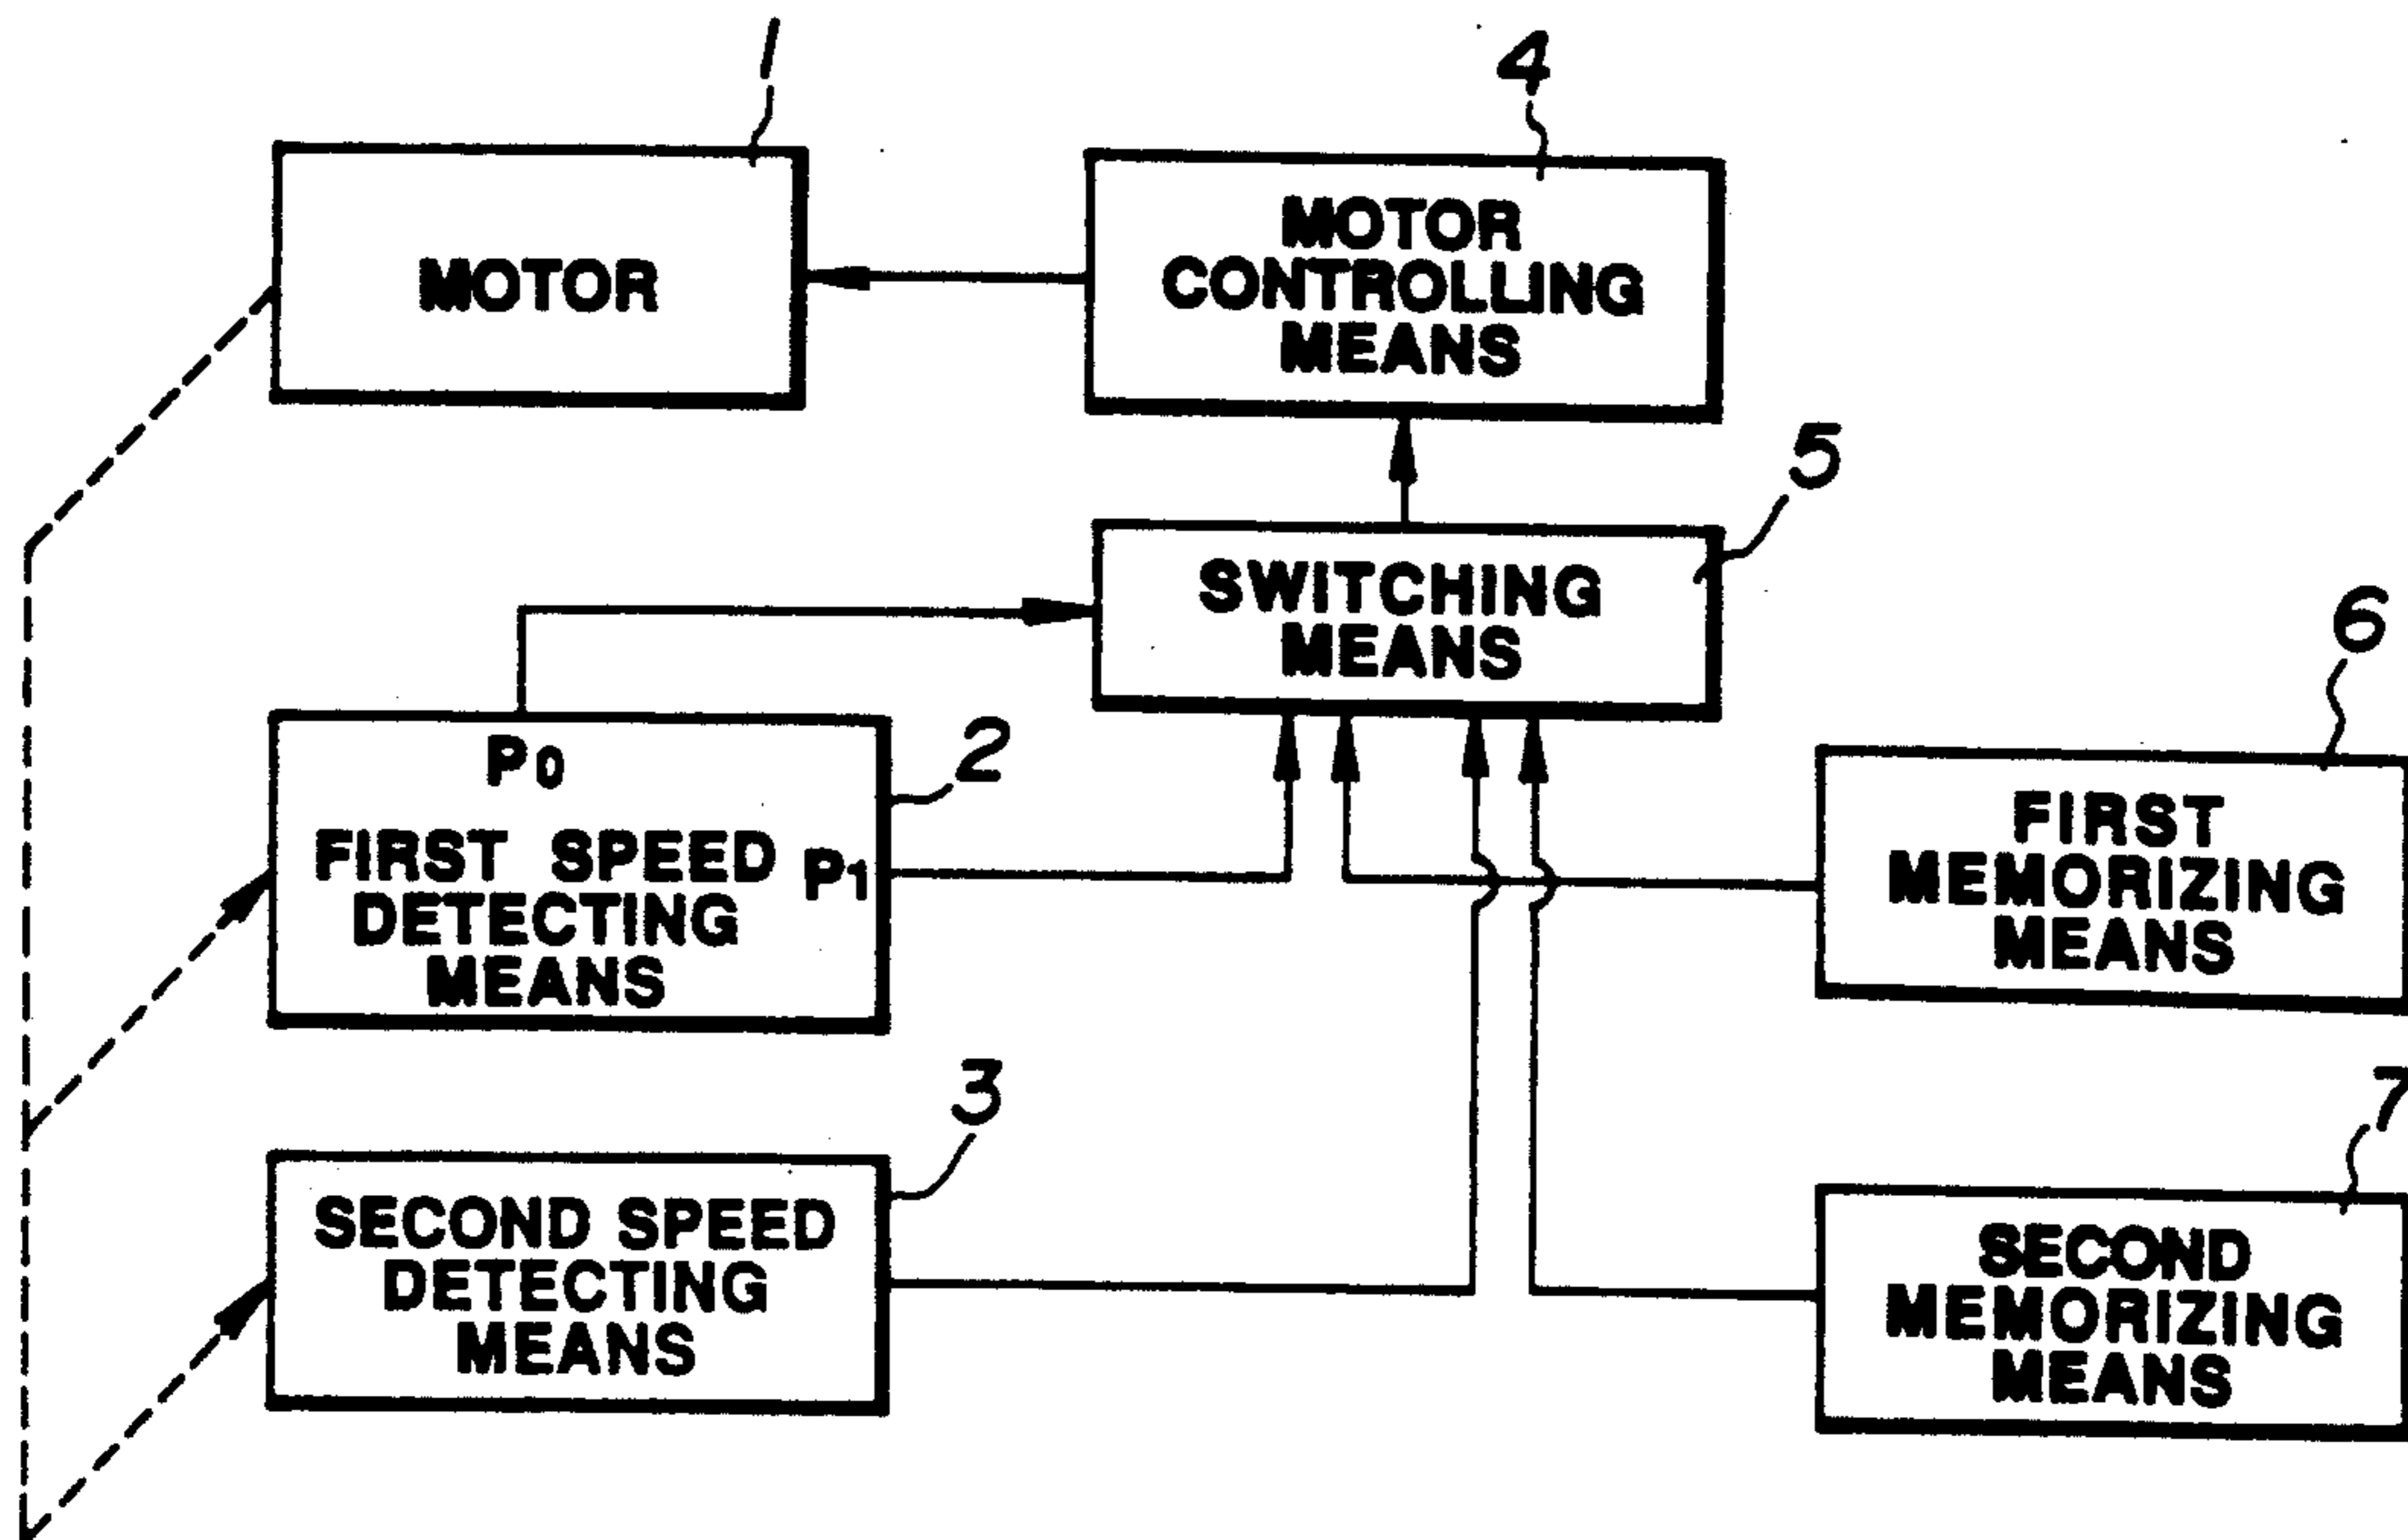 1
4
MOTOR
MOTOR
CONTROLLING
MEANS
5
SWITCHING
MEANS
6
P0
2
FIRST SPEED
DETECTING
MEANS
P1
FIRST
MEMORIZING
MEANS
3
7
SECOND SPEED
DETECTING
MEANS
SECOND
MEMORIZING
MEANS